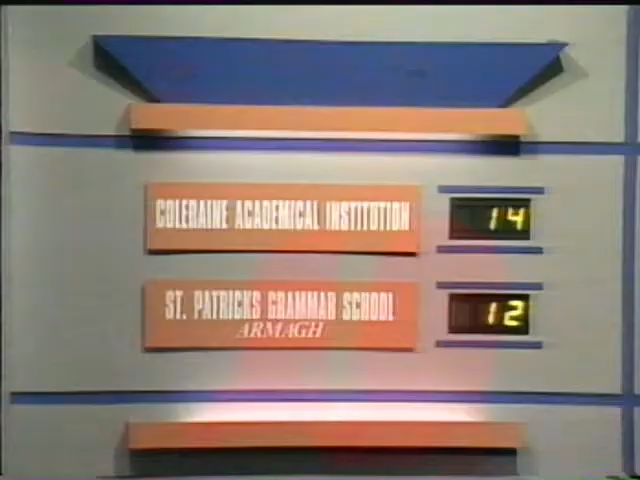 COLERAINE ACADEMICAL INSTITUTION 14
ST. PATRICKS GRAMMAR SCHOOL 12
ARMAGH